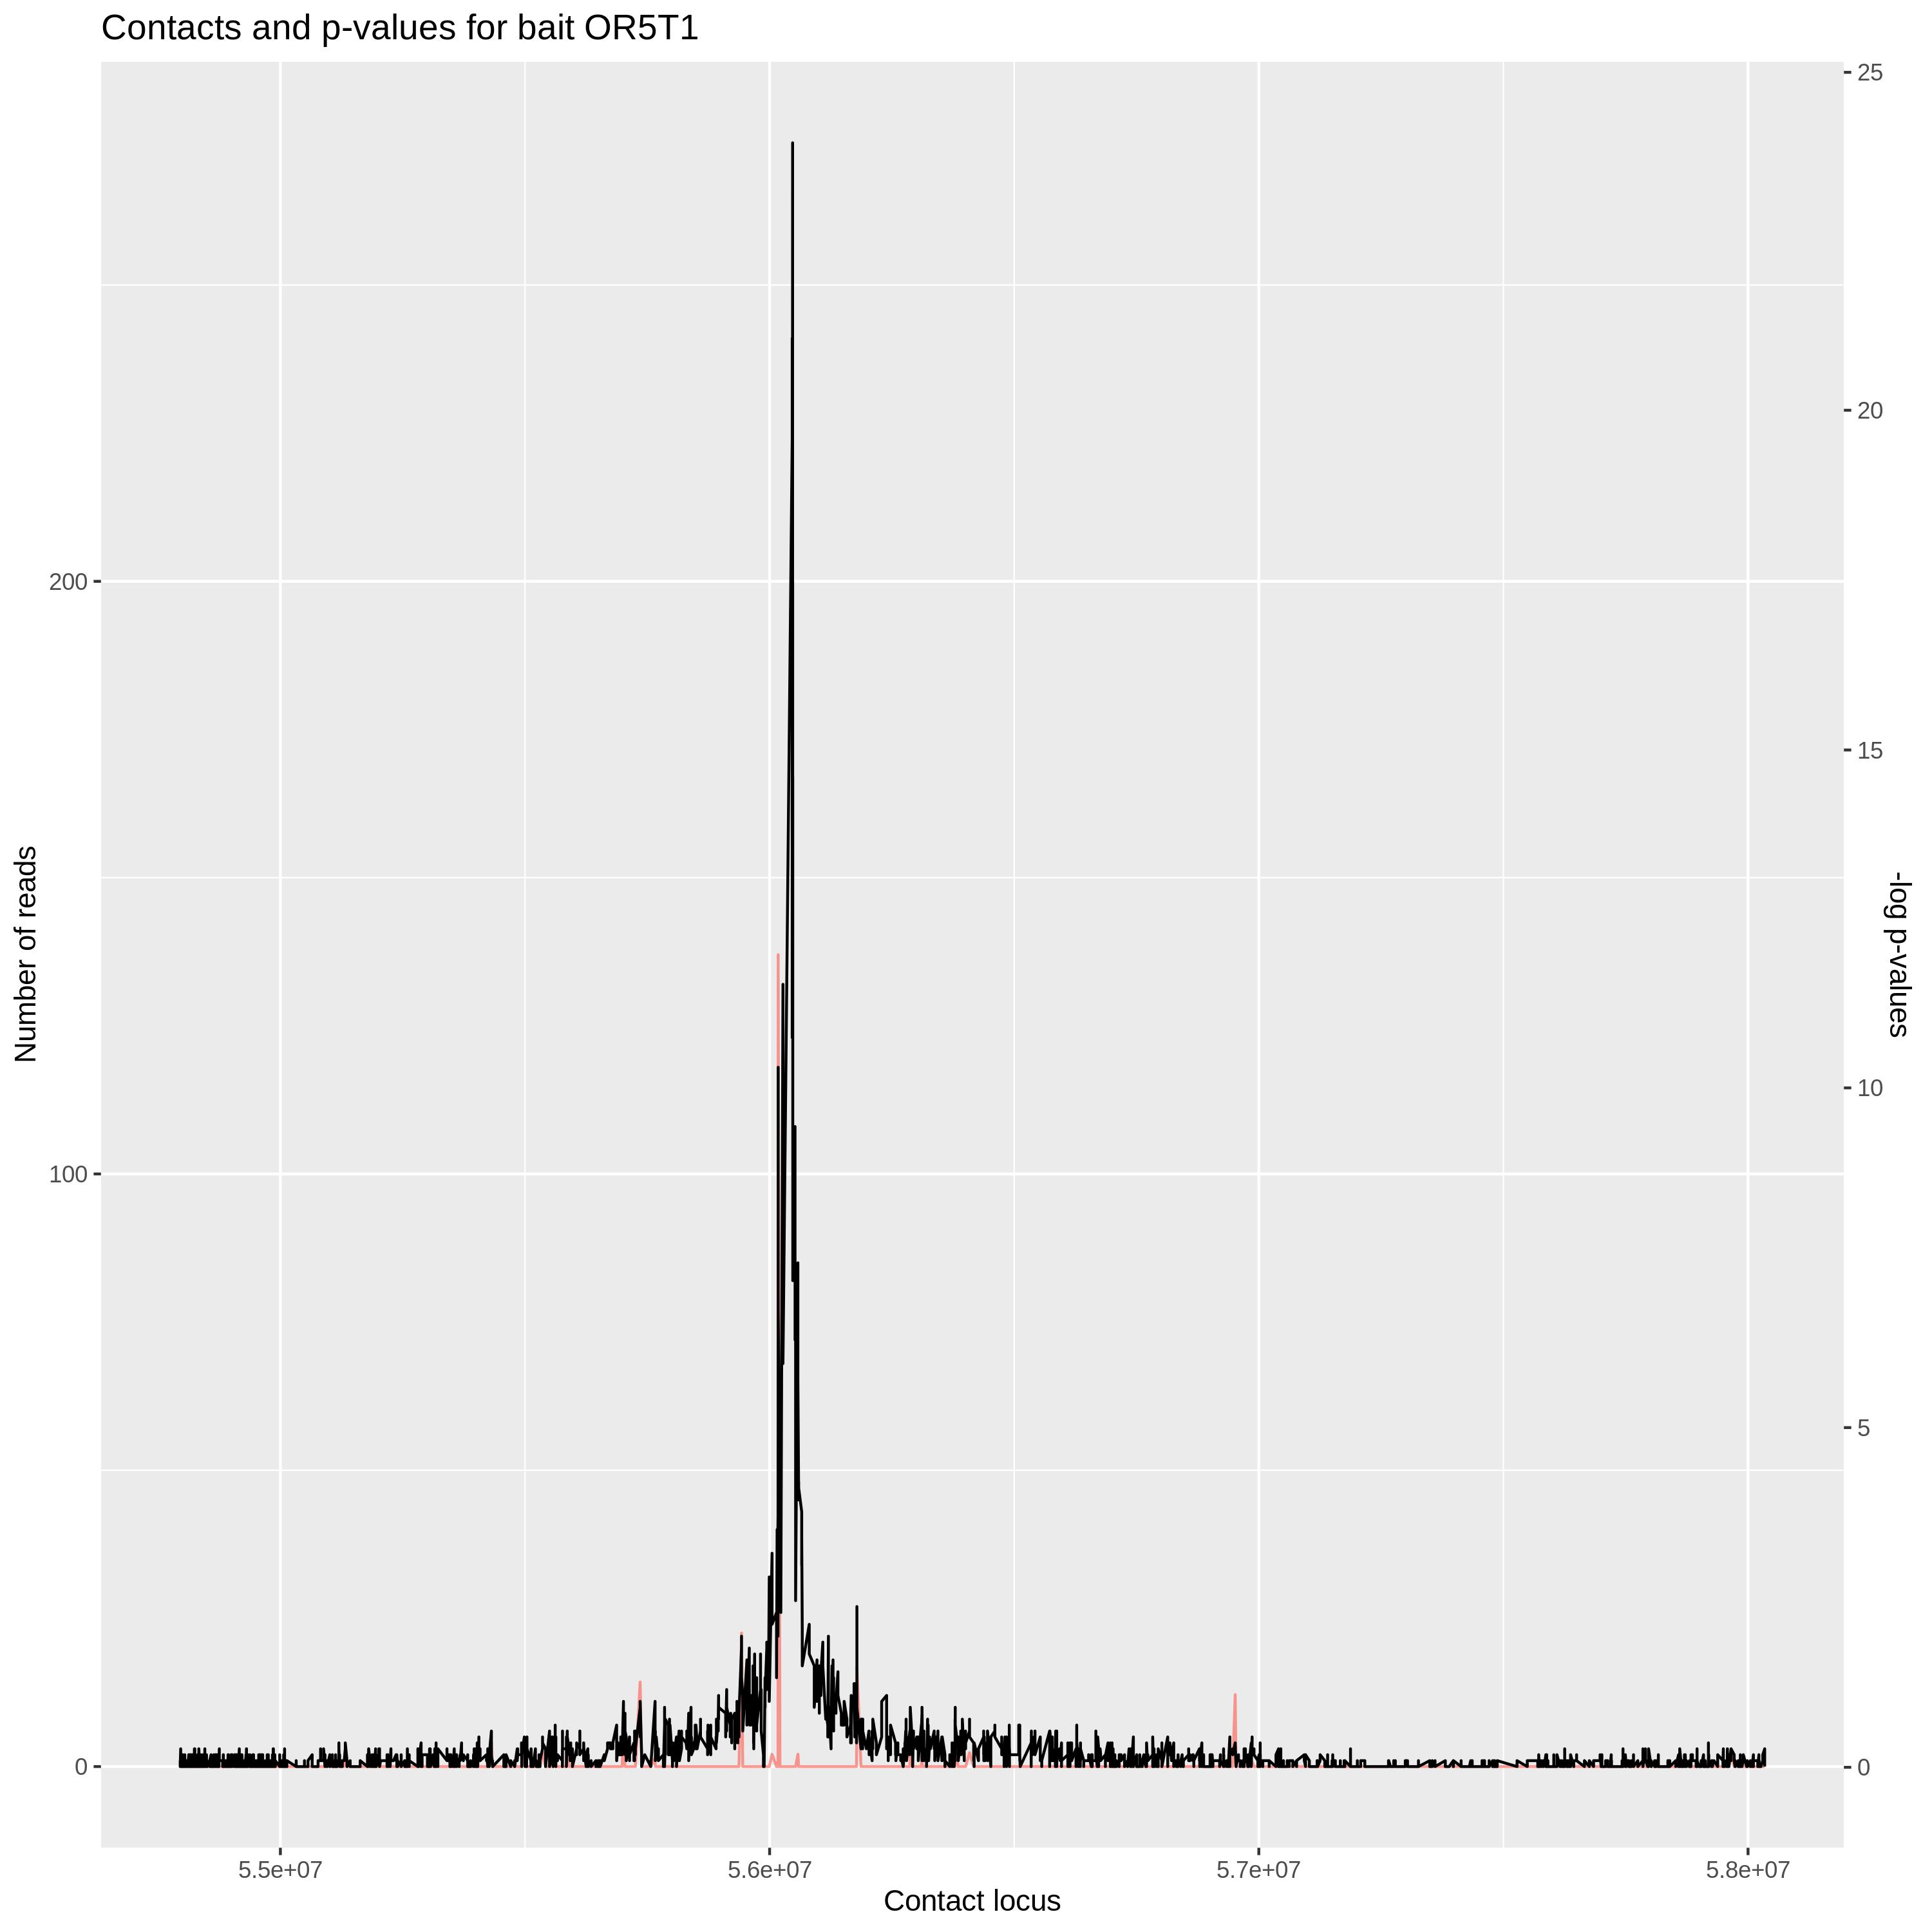 Contacts and p-values for bait OR5T1
Number of reads
200
100
0
25
20
15
10
5
0
-log p-values
5.5e+07
5.6e+07
5.7e+07
5.8e+07
Contact locus